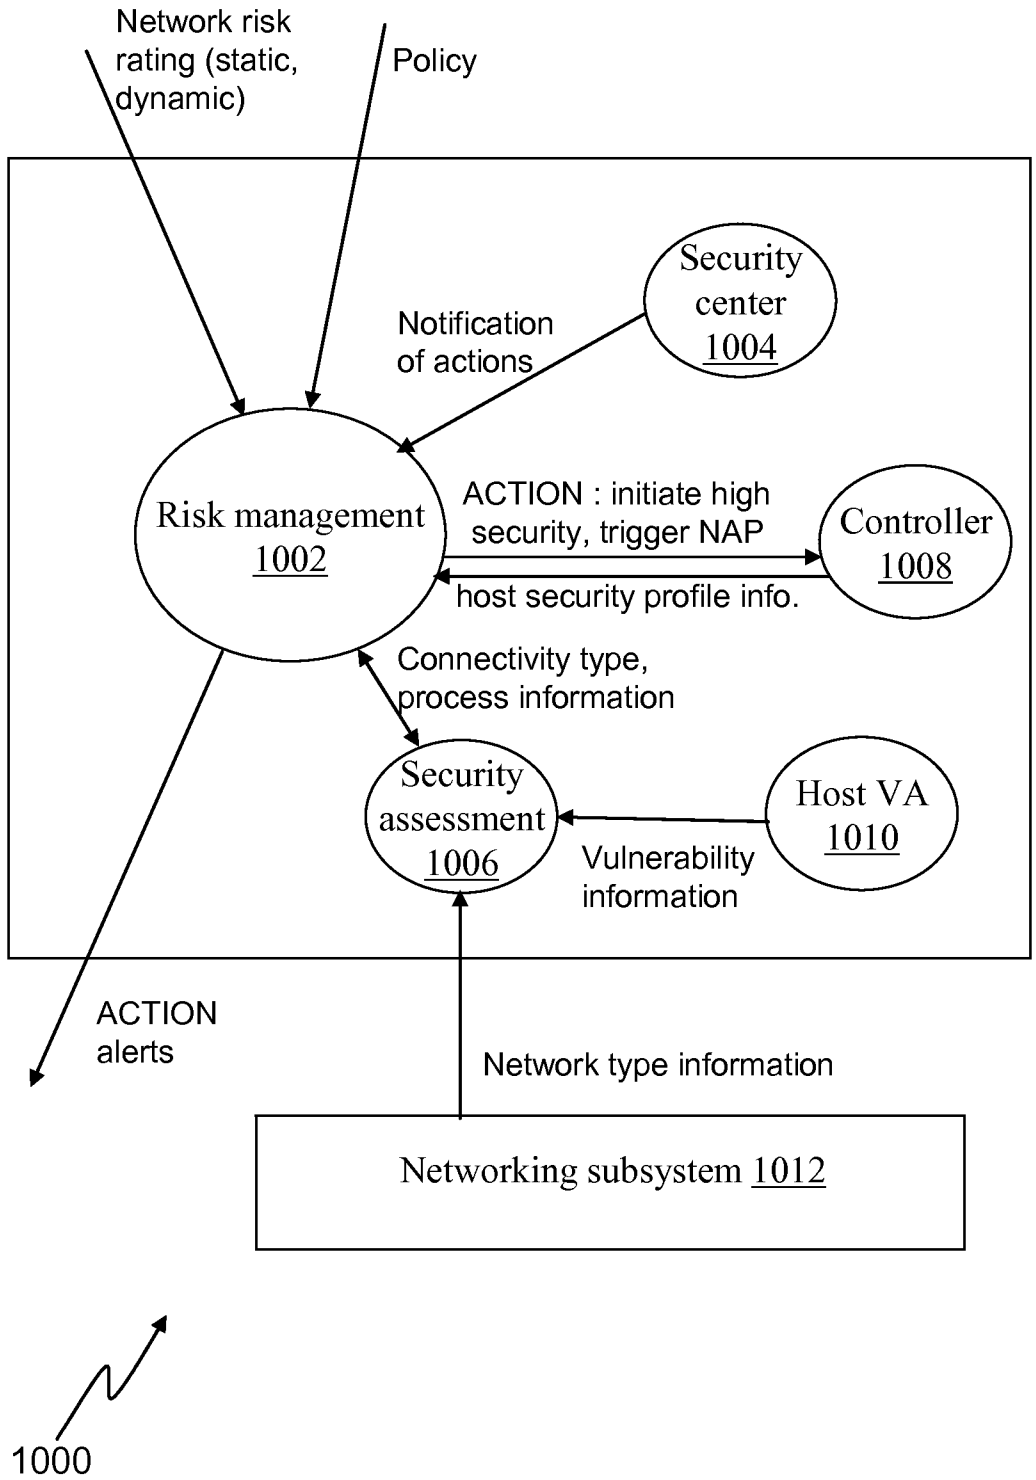 Network risk
rating (static,
dynamic)
Policy
Security
center
1004
Notification
of actions
Risk management
1002
ACTION : initiate high
security, trigger NAP
Controller
1008
host security profile info.
Connectivity type,
process information
Security
assessment
1006
Host VA
1010
Vulnerability
information
ACTION
alerts
Network type information
Networking subsystem 1012
1000